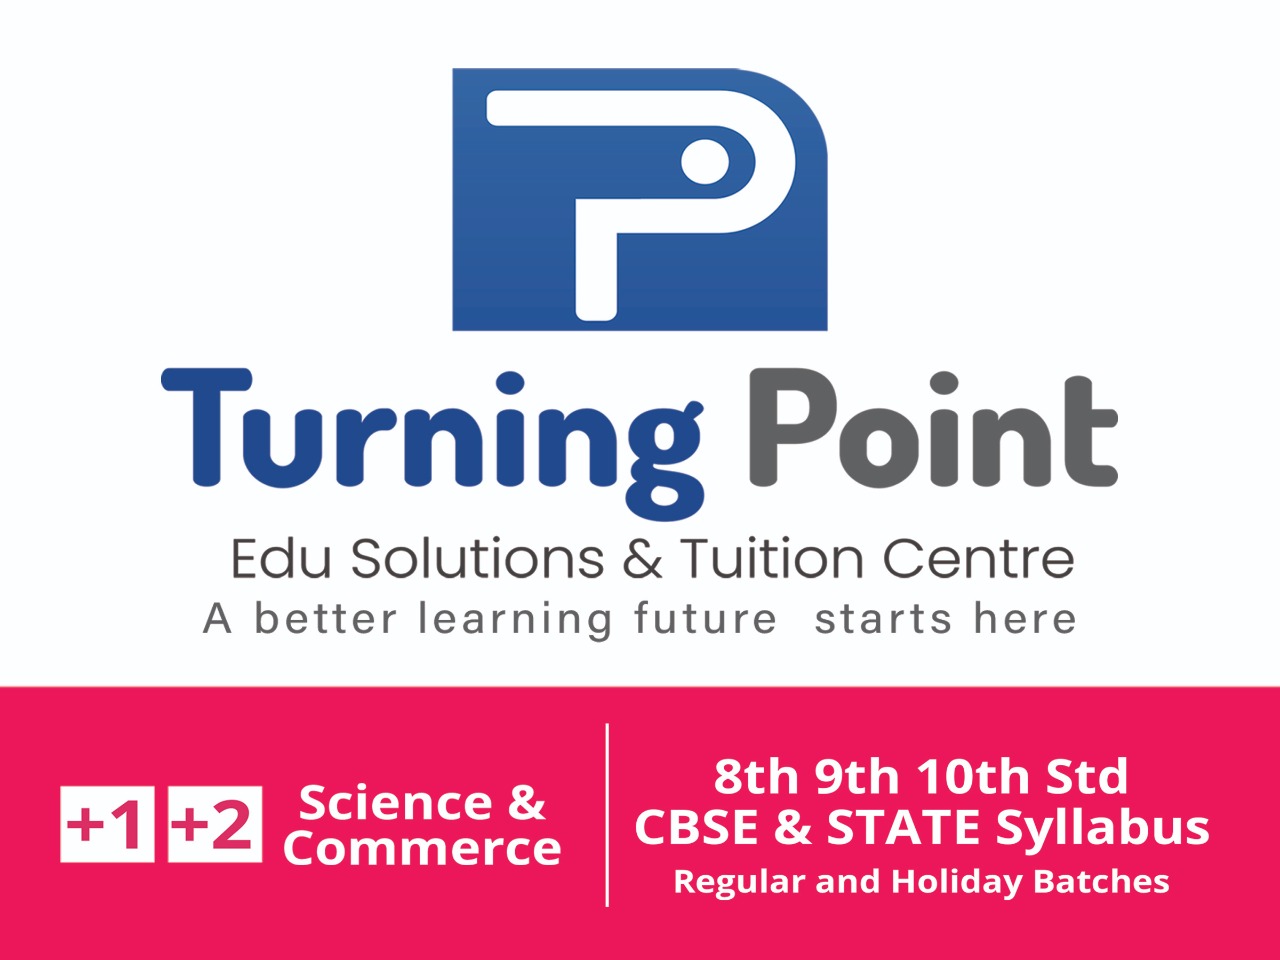 Turning Point
Edu Solutions & Tuition Centre
A better learning future starts here
+1 +2
Science &
Commerce
8th 9th 10th Std
CBSE & STATE Syllabus
Regular and Holiday Batches